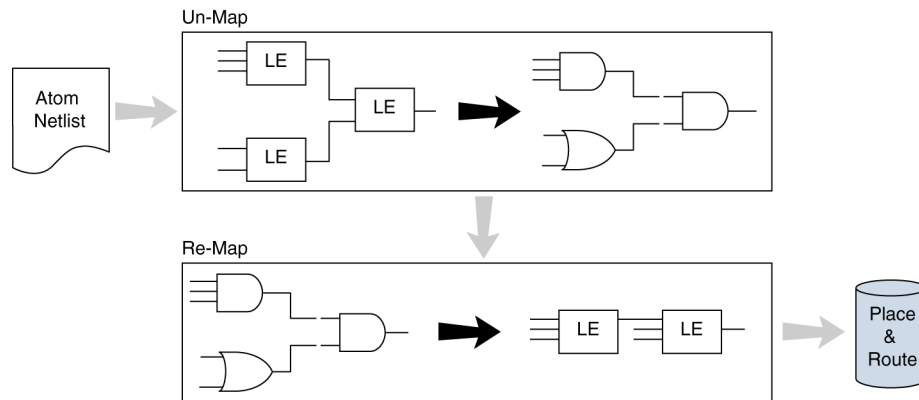 Un-Map
Atom
Netlist
LE
LE
LE
Re-Map
LE
LE
Place
&
Route